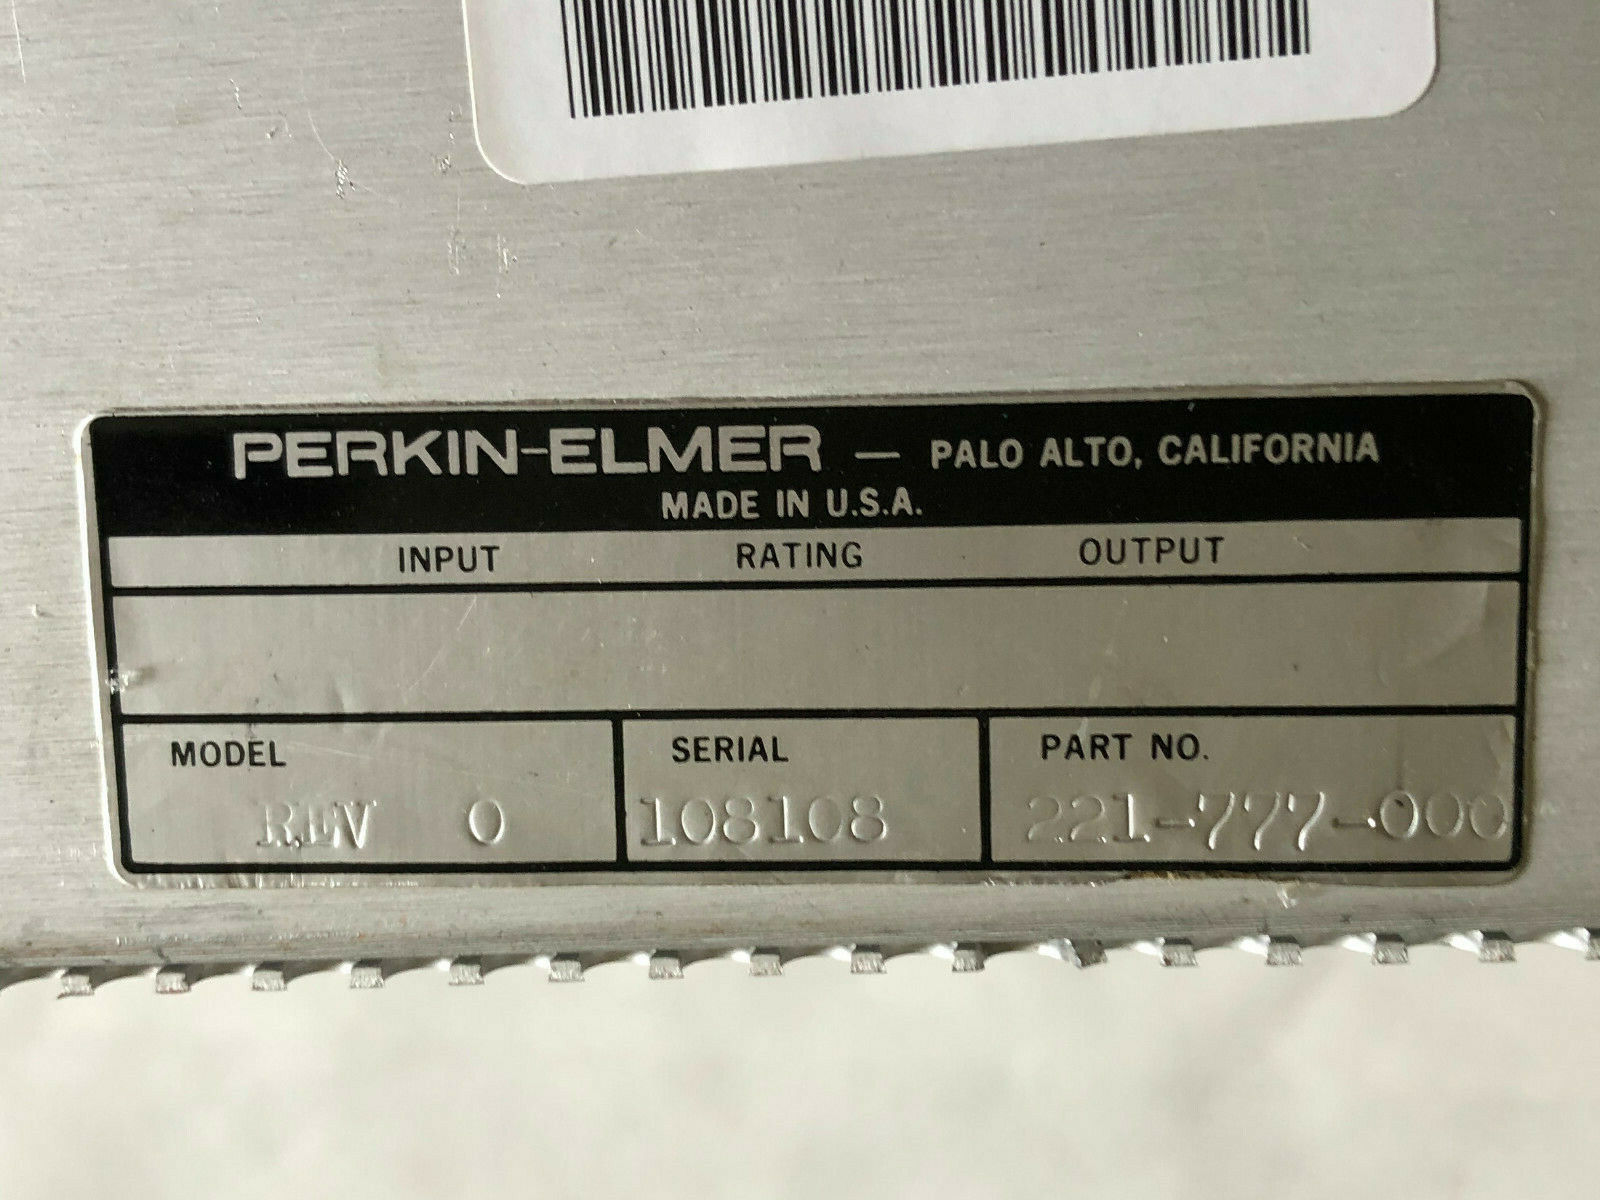 PERKIN-ELMER — PALO ALTO, CALIFORNIA
MADE IN U.S.A.
INPUT RATING OUTPUT
MODEL SERIAL PART NO.
REV 0 108108 221-777-000